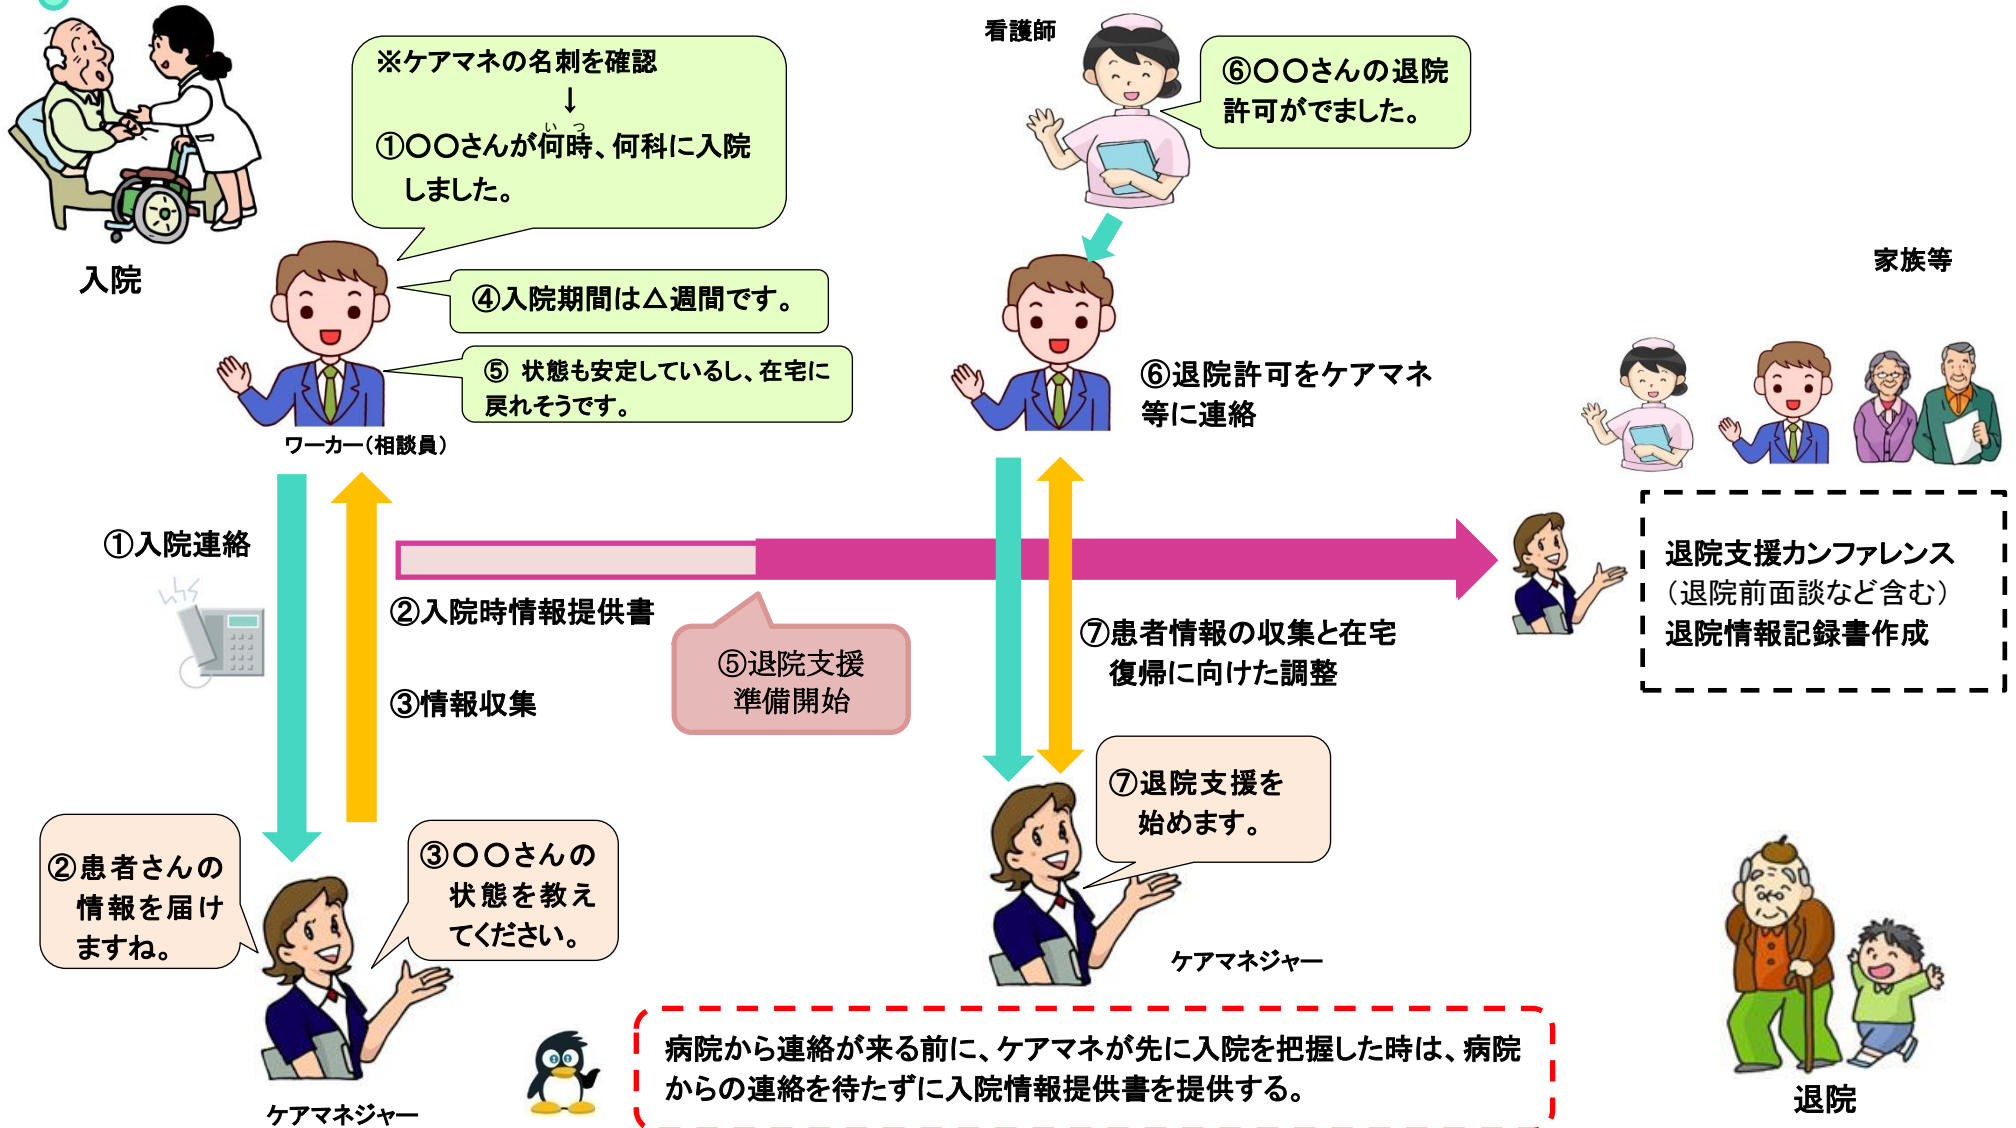 入院
※ケアマネの名刺を確認
↓
いつ
①〇〇さんが何時、何科に入院
しました。
④入院期間は△週間です。
⑤ 状態も安定しているし、在宅に
戻れそうです。
ワーカー(相談員)
①入院連絡
②入院時情報提供書
③情報収集
⑤退院支援
準備開始
②患者さんの
情報を届け
ますね。
③〇〇さんの
状態を教え
てください。
ケアマネジャー
看護師
⑥〇〇さんの退院
許可がでました。
⑥退院許可をケアマネ
等に連絡
⑦患者情報の収集と在宅
復帰に向けた調整
⑦退院支援を
始めます。
ケアマネジャー
家族等
退院支援カンファレンス
(退院前面談など含む)
退院情報記録書作成
病院から連絡が来る前に、ケアマネが先に入院を把握した時は、病院
からの連絡を待たずに入院情報提供書を提供する。
退院